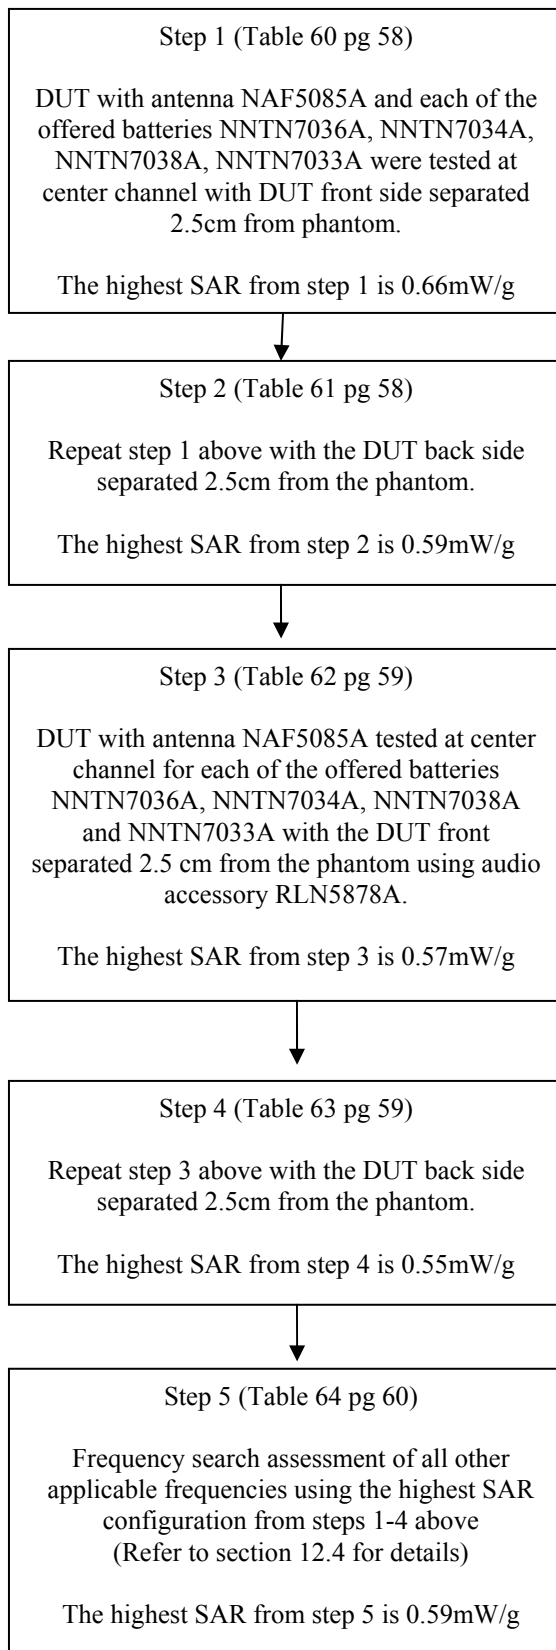 Step 1 (Table 60 pg 58)
DUT with antenna NAF5085A and each of the
offered batteries NNTN7036A, NNTN7034A,
NNTN7038A, NNTN7033A were tested at
center channel with DUT front side separated
2.5cm from phantom.
The highest SAR from step 1 is 0.66mW/g
Step 2 (Table 61 pg 58)
Repeat step 1 above with the DUT back side
separated 2.5cm from the phantom.
The highest SAR from step 2 is 0.59mW/g
Step 3 (Table 62 pg 59)
DUT with antenna NAF5085A tested at center
channel for each of the offered batteries
NNTN7036A, NNTN7034A, NNTN7038A
and NNTN7033A with the DUT front
separated 2.5 cm from the phantom using audio
accessory RLN5878A.
The highest SAR from step 3 is 0.57mW/g
Step 4 (Table 63 pg 59)
Repeat step 3 above with the DUT back side
separated 2.5cm from the phantom.
The highest SAR from step 4 is 0.55mW/g
Step 5 (Table 64 pg 60)
Frequency search assessment of all other
applicable frequencies using the highest SAR
configuration from steps 1-4 above
(Refer to section 12.4 for details)
The highest SAR from step 5 is 0.59mW/g